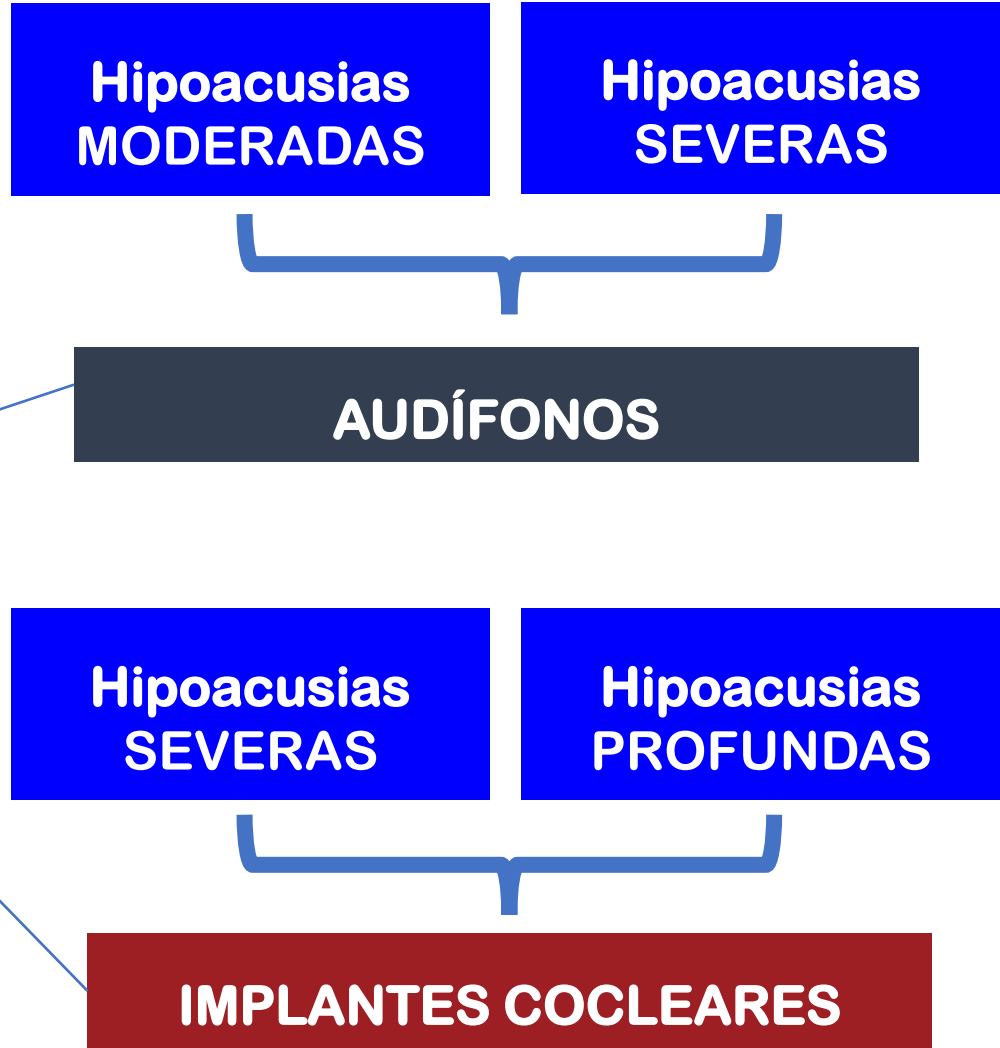 Hipoacusias
MODERADAS
Hipoacusias
SEVERAS
AUDÍFONOS
Hipoacusias
SEVERAS
Hipoacusias
PROFUNDAS
IMPLANTES COCLEARES